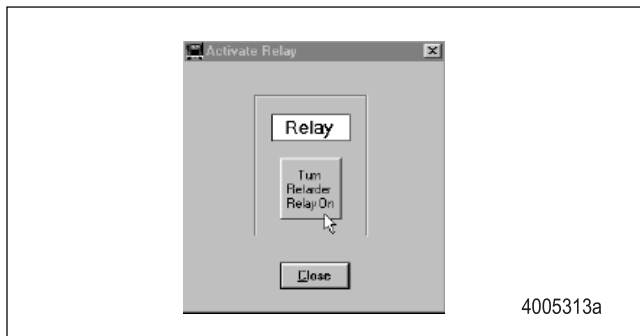 Activate Relay
Relay
Turn
Retarder
Relay On
Close
4005313a